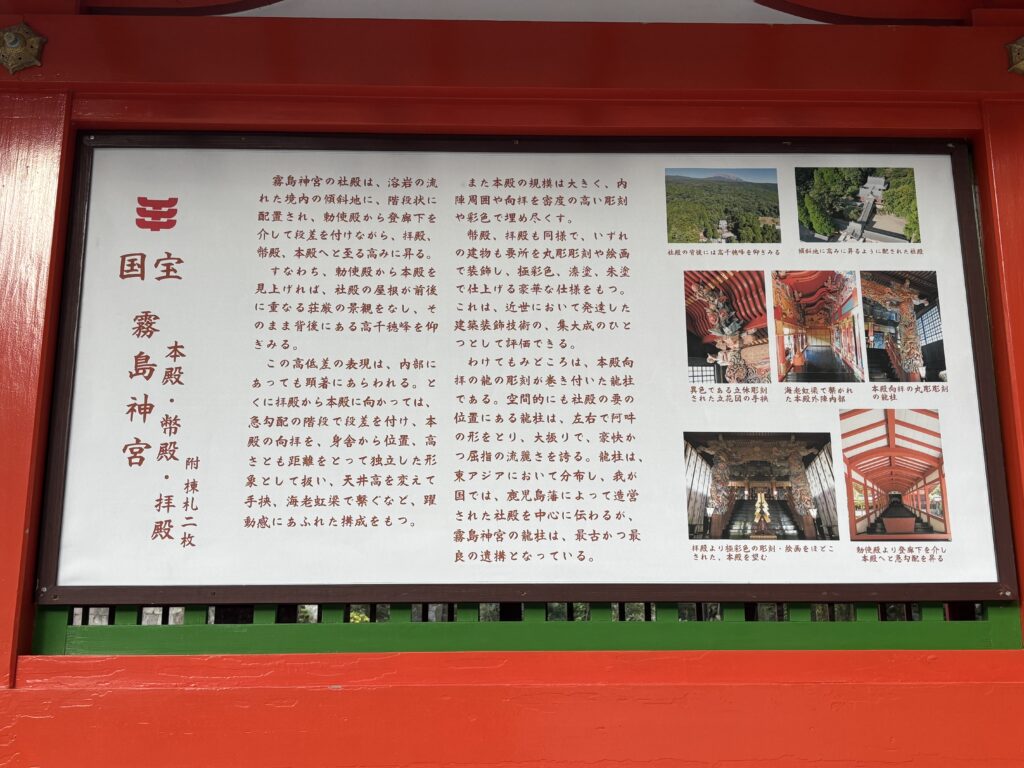 国宝
霧島神宮
本殿・幣殿・拝殿
附棟札二枚
霧島神宮の社殿は、溶岩の流
れた境内の傾斜地に、階段状に
配置され、勅使殿から登廊下を
介して段差を付けながら、拝殿、
幣殿、本殿へと至る高みに昇る。
すなわち、勅使殿から本殿を
見上げれば、社殿の屋根が前後
に重なる荘厳の景観をなし、そ
のまま背後にある高千穂峰を仰
ぎみる。
この高低差の表現は、内部に
あっても顕著にあらわれる。と
くに拝殿から本殿に向かっては、
急勾配の階段で段差を付け、本
殿の向拝を、身舎から位置、高
さとも距離をとって独立した形
象として扱い、天井高を変えて
手挟、海老虹梁で繋ぐなど、躍
動感にあふれた構成をもつ。
また本殿の規模は大きく、内
陣周囲や向拝を密度の高い彫刻
や彩色で埋め尽くす。
幣殿、拝殿も同様で、いずれ
の建物も要所を丸彫彫刻や絵画
で装飾し、極彩色、漆塗、朱塗
で仕上げる豪華な仕様をもつ。
これは、近世において発達した
建築装飾技術の、集大成のひと
つとして評価できる。
わけてもみどころは、本殿向
拝の龍の彫刻が巻き付いた龍柱
である。空間的にも社殿の要の
位置にある龍柱は、左右で阿吽
の形をとり、大振りで、豪快か
つ屈指の流麗さを誇る。龍柱は、
東アジアにおいて分布し、我が
国では、鹿児島藩によって造営
された社殿を中心に伝わるが、
霧島神宮の龍柱は、最古かつ最
良の遺構となっている。
社殿の背後には高千穂峰を仰ぎみる
傾斜地に高みに昇るように配された社殿
異色である立体彫刻
された立花図の手挟
海老虹梁で繋がれ
た本殿外陣内部
本殿向拝の丸彫彫刻
の龍柱
拝殿より極彩色の彫刻・絵画をほどこ
された、本殿を望む
勅使殿より登廊下を介し
本殿へと急勾配を昇る